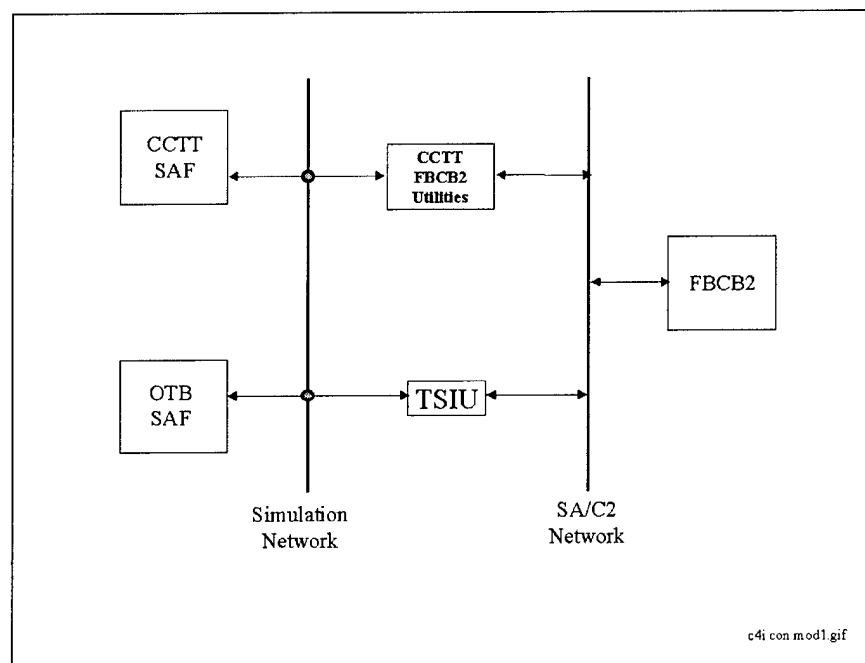 CCTT
SAF
CCTT
FBCB2
Utilities
FBCB2
OTB
SAF
TSIU
Simulation
Network
SA/C2
Network
c4i con mod1.gif